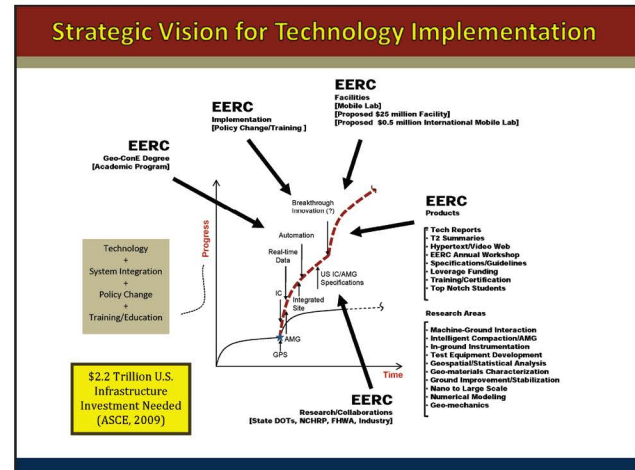 Strategic Vision for Technology Implementation
EERC
Facilities
[Mobile Lab]
[Proposed $25 million Facility]
[Proposed $0.5 million International Mobile Lab]
EERC
Implementation
[Policy Change/Training ]
EERC
Geo-ConE Degree
[Academic Program]
Technology
+
System Integration
+
Policy Change
+
Training/Education
$2.2 Trillion U.S.
Infrastructure
Investment Needed
(ASCE, 2009)
Progress
Breakthrough
Innovation (?)
Automation
Real-time
Data
US IC/AMG
Specifications
IC
Integrated
Site
AMG
GPS
Time
EERC
Products
Tech Reports
T2 Summaries
Hypertext/Video Web
EERC Annual Workshop
Specifications/Guidelines
Leverage Funding
Training/Certification
Top Notch Students
Research Areas
Machine-Ground Interaction
Intelligent Compaction/AMG
In-ground Instrumentation
Test Equipment Development
Geospatial/Statistical Analysis
Geo-materials Characterization
Ground Improvement/Stabilization
Nano to Large Scale
Numerical Modeling
Geo-mechanics
EERC
Research/Collaborations
[State DOTs, NCHRP, FHWA, Industry]